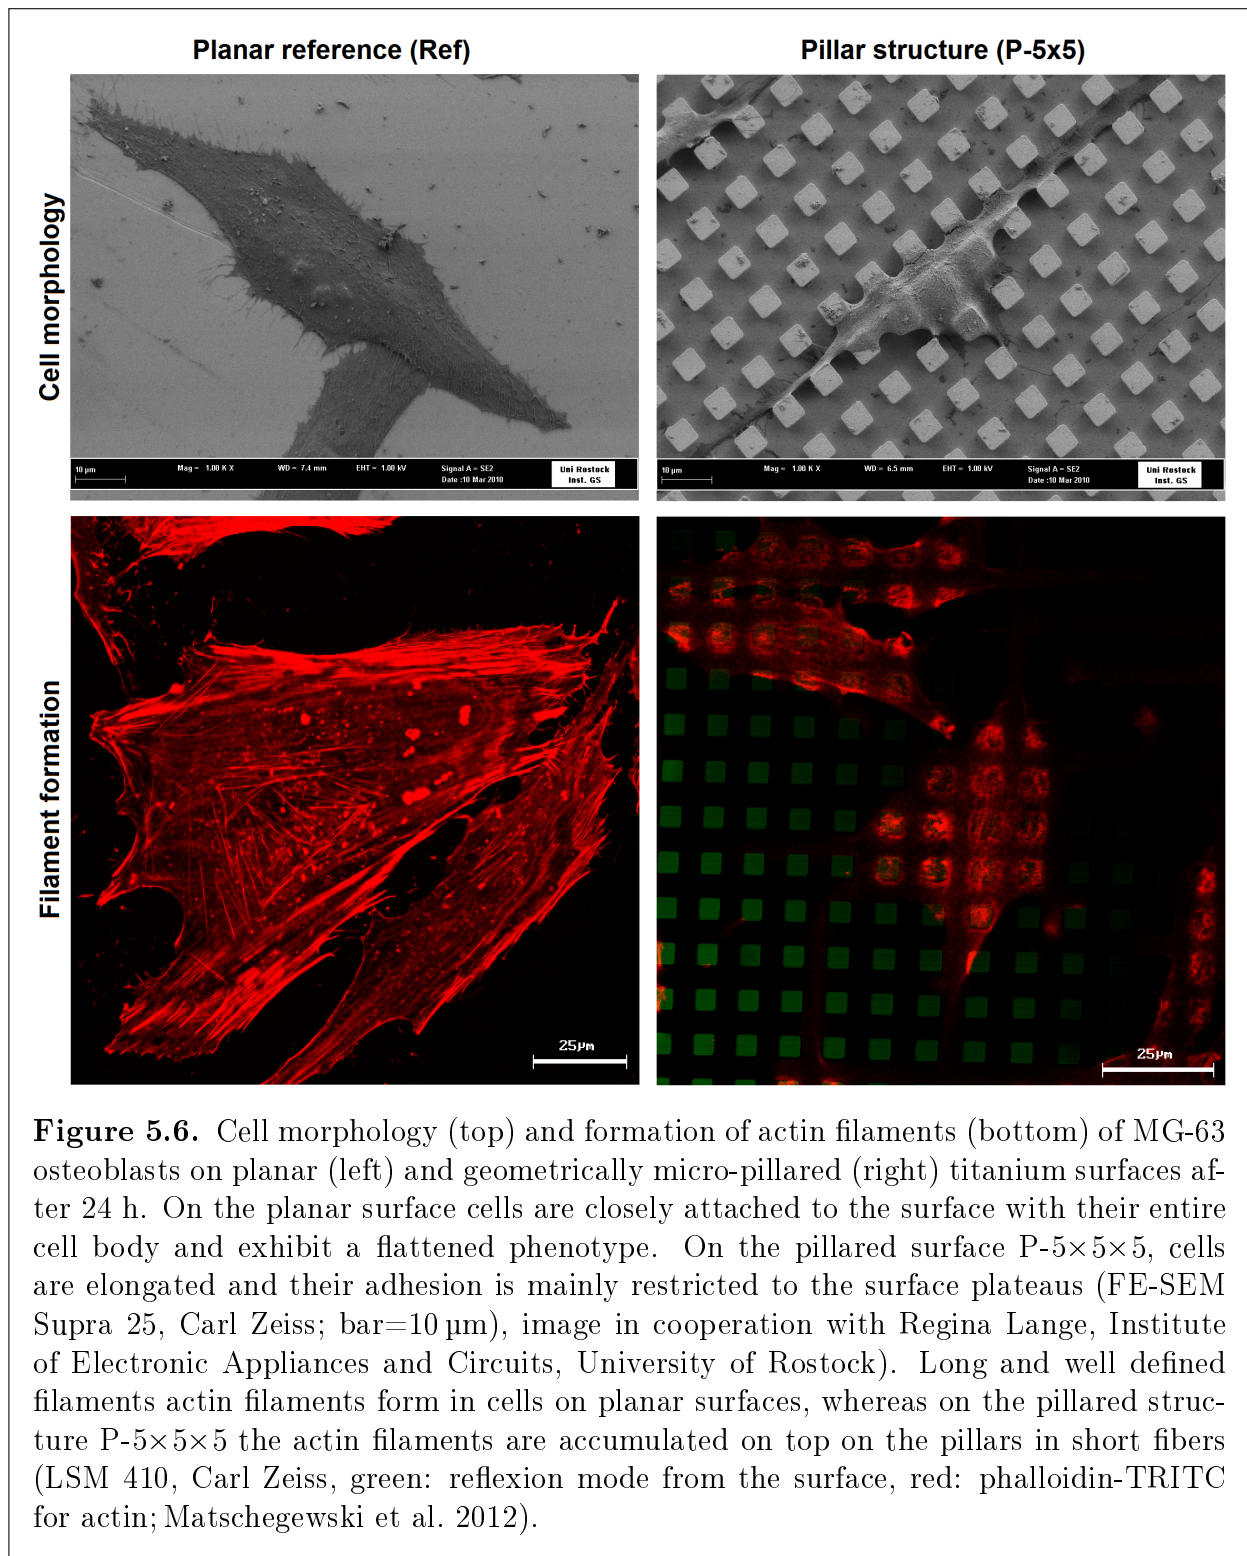 Planar reference (Ref)
Pillar structure (P-5x5)
Cell morphology
10 µm
Mag = 1.00 K X
WD = 7.4 mm
EHT = 1.00 kV
Signal A = SE2
Date :10 Mar 2010
Uni Rostock
Inst. GS
10 µm
Mag = 1.00 K X
WD = 6.5 mm
EHT = 1.00 kV
Signal A = SE2
Date :10 Mar 2010
Uni Rostock
Inst. GS
Filament formation
25µm
25µm
Figure 5.6. Cell morphology (top) and formation of actin filaments (bottom) of MG-63
osteoblasts on planar (left) and geometrically micro-pillared (right) titanium surfaces af-
ter 24 h. On the planar surface cells are closely attached to the surface with their entire
cell body and exhibit a flattened phenotype. On the pillared surface P-5×5×5, cells
are elongated and their adhesion is mainly restricted to the surface plateaus (FE-SEM
Supra 25, Carl Zeiss; bar=10 µm), image in cooperation with Regina Lange, Institute
of Electronic Appliances and Circuits, University of Rostock). Long and well defined
filaments actin filaments form in cells on planar surfaces, whereas on the pillared struc-
ture P-5×5×5 the actin filaments are accumulated on top on the pillars in short fibers
(LSM 410, Carl Zeiss, green: reflexion mode from the surface, red: phalloidin-TRITC
for actin; Matschegewski et al. 2012).